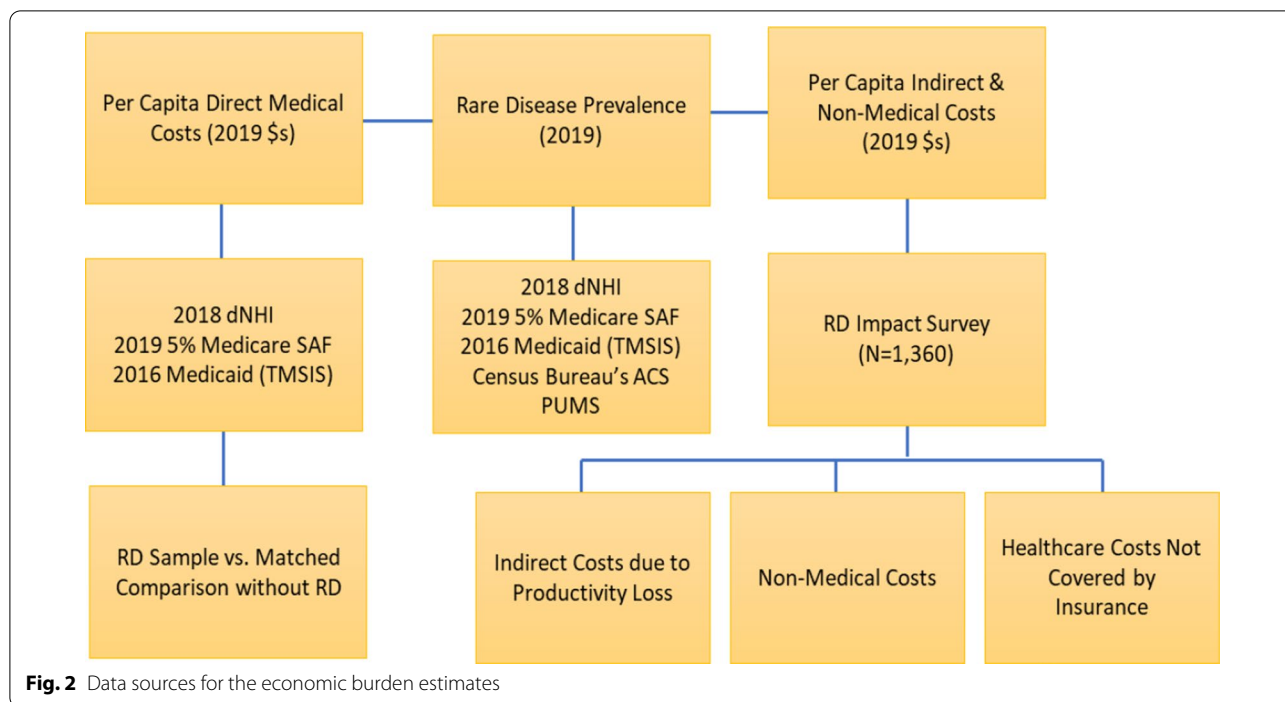 Per Capita Direct Medical
Costs (2019 $s)
Rare Disease Prevalence
(2019)
Per Capita Indirect &
Non-Medical Costs
(2019 $s)
2018 dNHI
2019 5% Medicare SAF
2016 Medicaid (TMSIS)
2018 dNHI
2019 5% Medicare SAF
2016 Medicaid (TMSIS)
Census Bureau's ACS
PUMS
RD Impact Survey
(N=1,360)
RD Sample vs. Matched
Comparison without RD
Indirect Costs due to
Productivity Loss
Non-Medical Costs
Healthcare Costs Not
Covered by
Insurance
Fig. 2 Data sources for the economic burden estimates